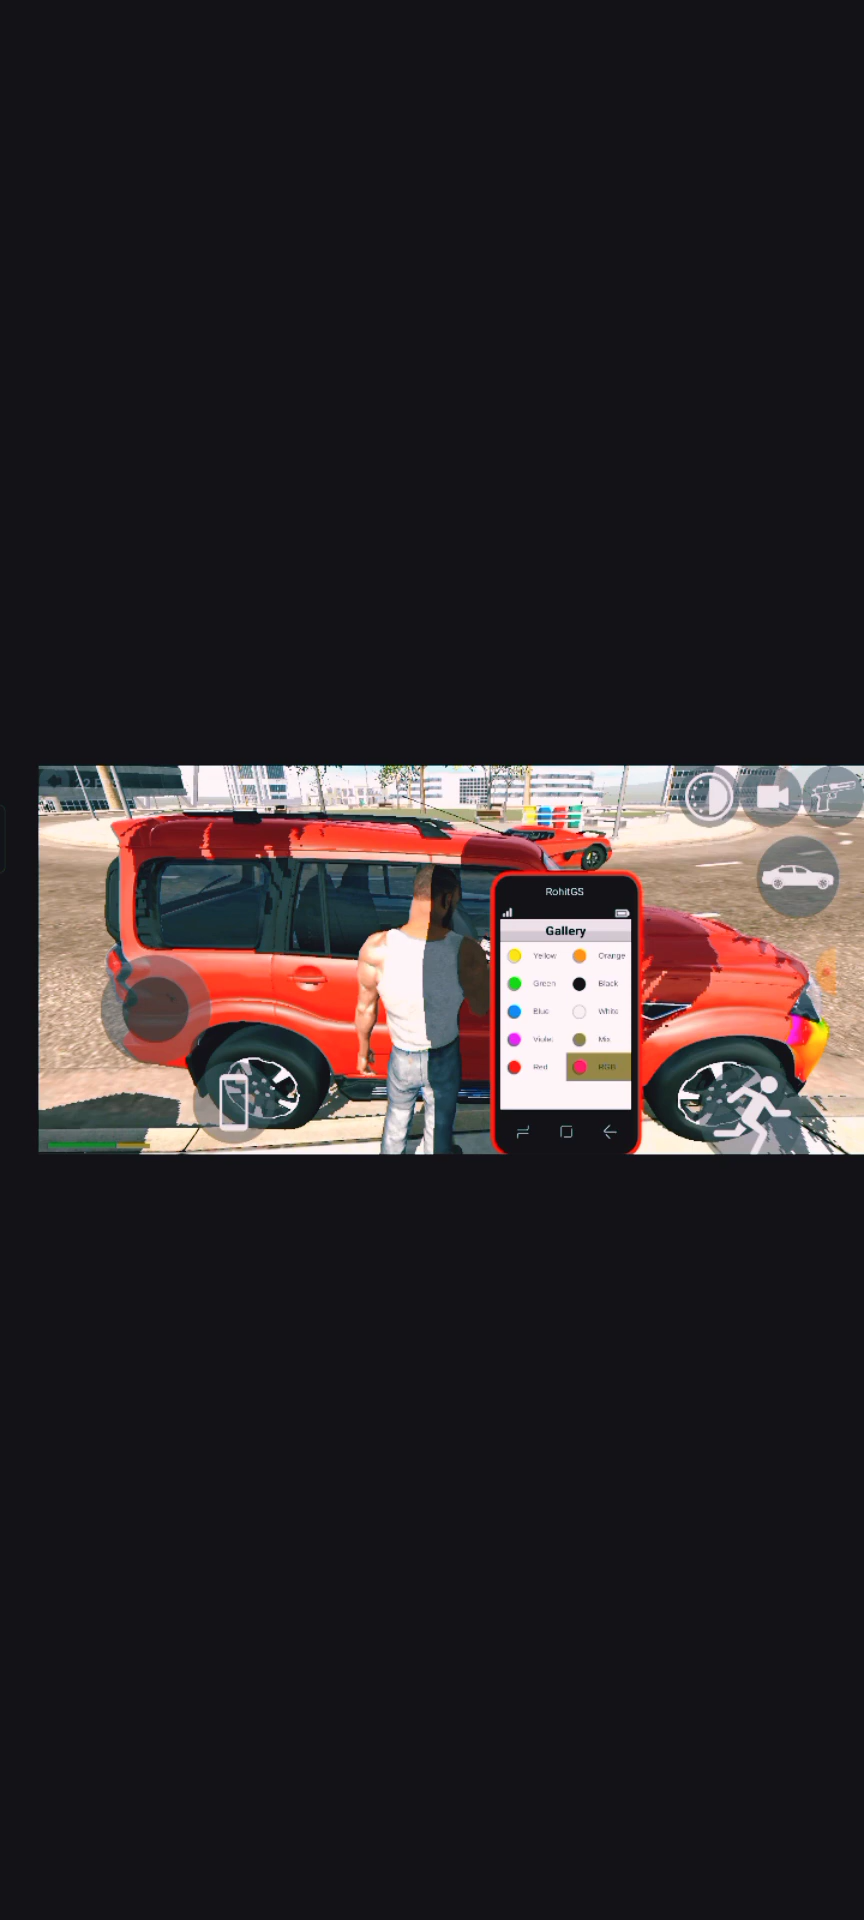 RohitGS
Gallery
Yellow Orange
Green Black
Blue White
Violet Mix
Red RGB